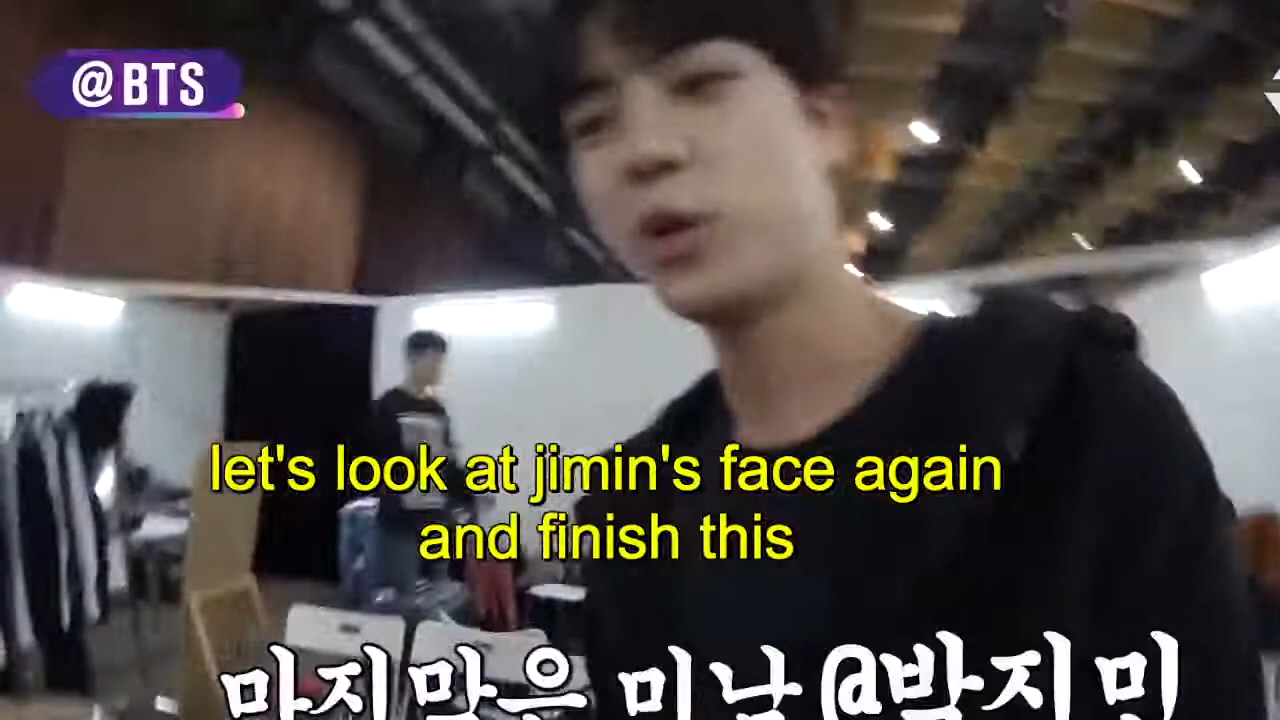 @BTS
let's look at jimin's face again
and finish this
마지막은 미남 @박지민